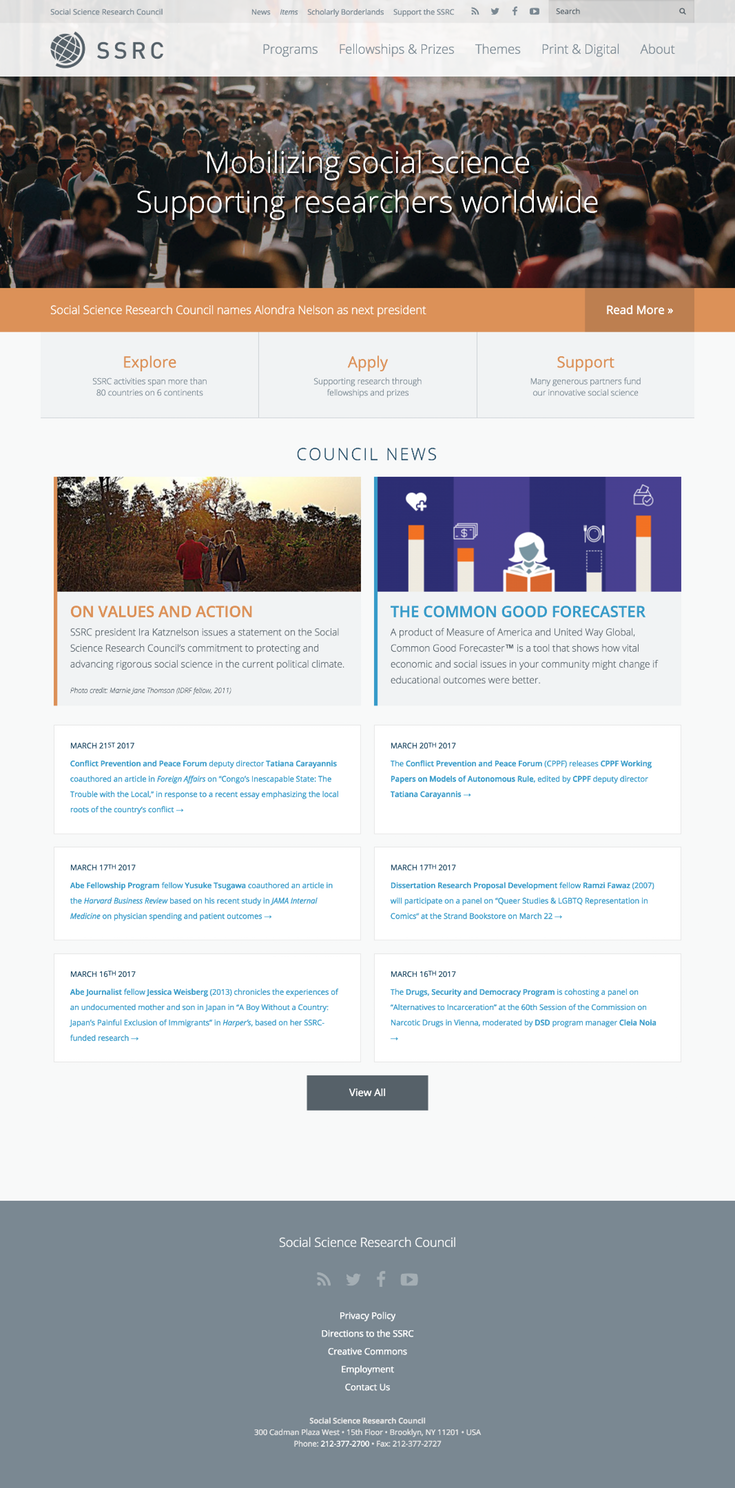 Social Science Research Council
News Items Scholarly Borderlands Support the SSRC
Search
SSRC
Programs Fellowships & Prizes Themes Print & Digital About
Mobilizing social science
Supporting researchers worldwide
Social Science Research Council names Alondra Nelson as next president
Read More »
Explore
SSRC activities span more than
80 countries on 6 continents
Apply
Supporting research through
fellowships and prizes
Support
Many generous partners fund
our innovative social science
COUNCIL NEWS
ON VALUES AND ACTION
SSRC president Ira Katznelson issues a statement on the Social
Science Research Council's commitment to protecting and
advancing rigorous social science in the current political climate.
Photo credit: Marnie Jane Thomson (IDRF fellow, 2011)
THE COMMON GOOD FORECASTER
A product of Measure of America and United Way Global,
Common Good Forecaster™ is a tool that shows how vital
economic and social issues in your community might change if
educational outcomes were better.
MARCH 21ST 2017
Conflict Prevention and Peace Forum deputy director Tatiana Carayannis
coauthored an article in Foreign Affairs on "Congo's Inescapable State: The
Trouble with the Local," in response to a recent essay emphasizing the local
roots of the country's conflict →
MARCH 20TH 2017
The Conflict Prevention and Peace Forum (CPPF) releases CPPF Working
Papers on Models of Autonomous Rule, edited by CPPF deputy director
Tatiana Carayannis →
MARCH 17TH 2017
Abe Fellowship Program fellow Yusuke Tsugawa coauthored an article in
the Harvard Business Review based on his recent study in JAMA Internal
Medicine on physician spending and patient outcomes →
MARCH 17TH 2017
Dissertation Research Proposal Development fellow Ramzi Fawaz (2007)
will participate on a panel on "Queer Studies & LGBTQ Representation in
Comics" at the Strand Bookstore on March 22 →
MARCH 16TH 2017
Abe Journalist fellow Jessica Weisberg (2013) chronicles the experiences of
an undocumented mother and son in Japan in "A Boy Without a Country:
Japan's Painful Exclusion of Immigrants" in Harper's, based on her SSRC-
funded research →
MARCH 16TH 2017
The Drugs, Security and Democracy Program is cohosting a panel on
"Alternatives to Incarceration" at the 60th Session of the Commission on
Narcotic Drugs in Vienna, moderated by DSD program manager Cleia Noia
→
View All
Social Science Research Council
Privacy Policy
Directions to the SSRC
Creative Commons
Employment
Contact Us
Social Science Research Council
300 Cadman Plaza West • 15th Floor • Brooklyn, NY 11201 • USA
Phone: 212-377-2700 • Fax: 212-377-2727